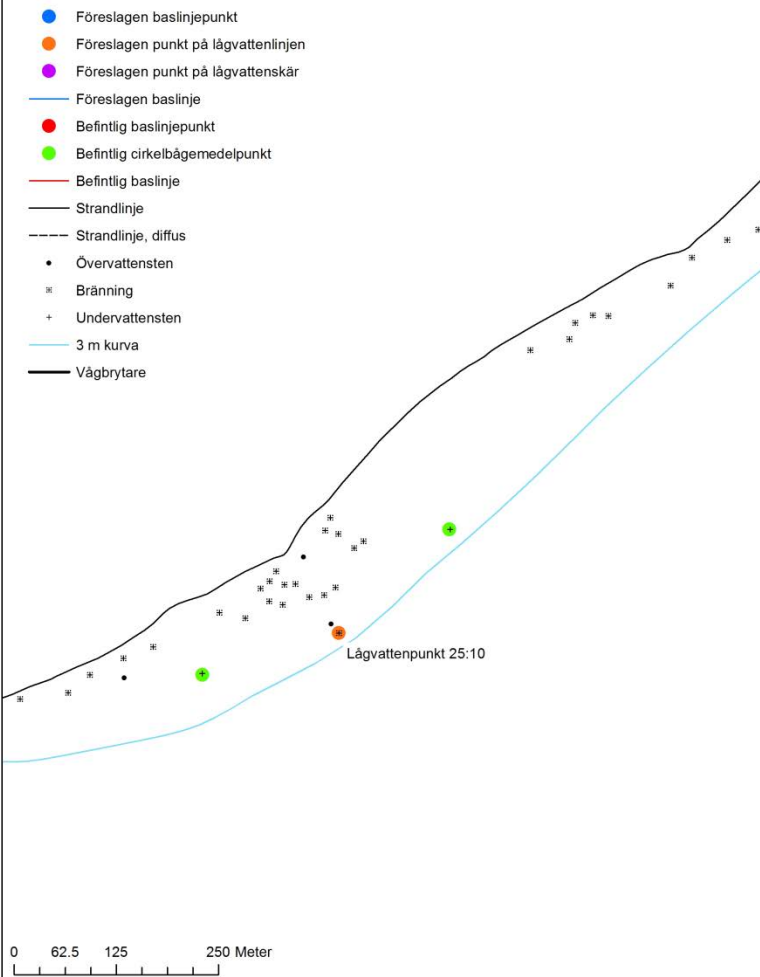 Föreslagen baslinjepunkt
Föreslagen punkt på lågvattenlinjen
Föreslagen punkt på lågvattenskär
Föreslagen baslinje
Befintlig baslinjepunkt
Befintlig cirkelbågemedelpunkt
Befintlig baslinje
Strandlinje
Strandlinje, diffus
Övervattensten
Bränning
Undervattensten
3 m kurva
Vågbrytare
Lågvattenpunkt 25:10
0 62.5 125 250 Meter